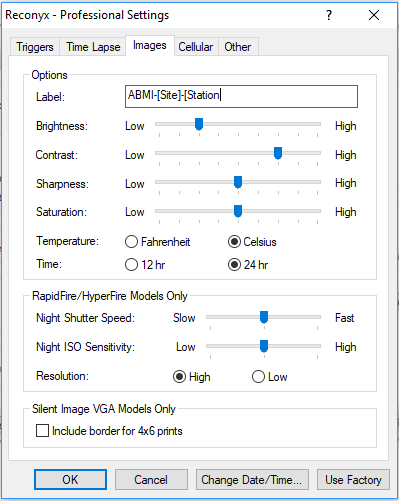 Reconyx - Professional Settings ?
Triggers Time Lapse Images Cellular Other
Options
Label: ABMI-[Site]-[Station
Brightness: Low High
Contrast: Low High
Sharpness: Low High
Saturation: Low High
Temperature: Fahrenheit Celsius
Time: 12 hr 24 hr
RapidFire/HyperFire Models Only
Night Shutter Speed: Slow Fast
Night ISO Sensitivity: Low High
Resolution: High Low
Silent Image VGA Models Only
Include border for 4x6 prints
OK Cancel Change Date/Time... Use Factory